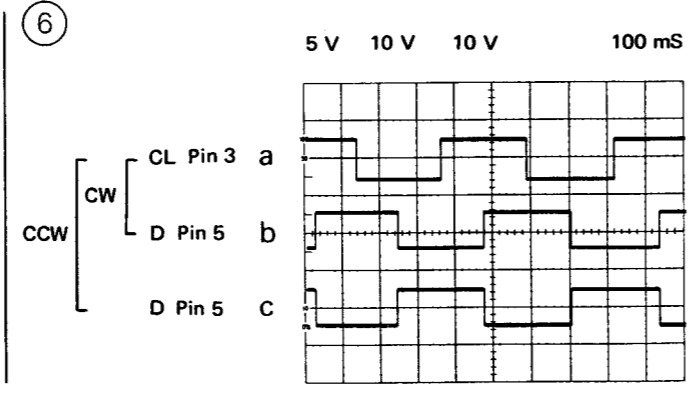 6
5 V 10 V 10 V 100 mS
CL Pin 3 a
CW
CCW D Pin 5 b
D Pin 5 c